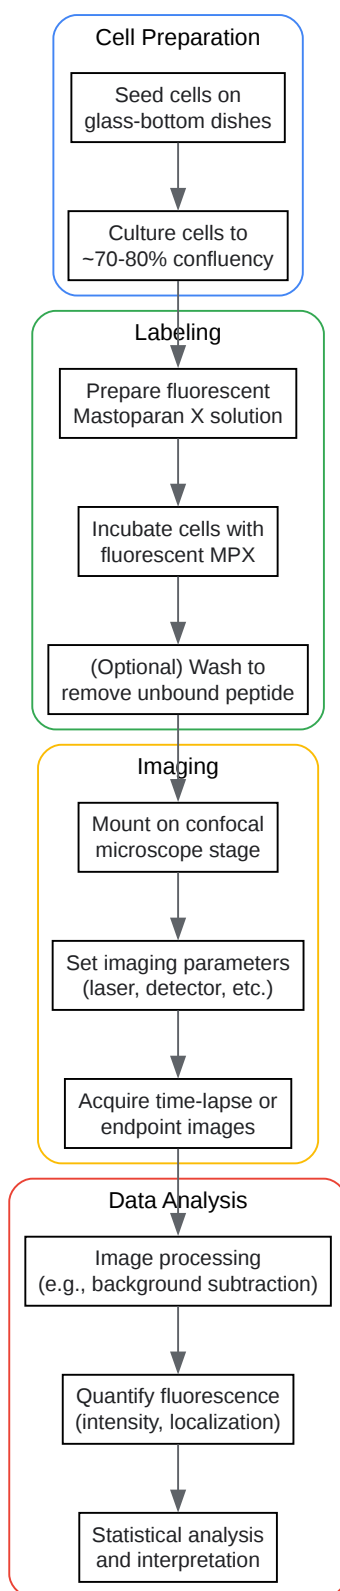 Cell Preparation
Seed cells on
glass-bottom dishes
Culture cells to
~70-80% confluency
Labeling
Prepare fluorescent
Mastoparan X solution
Incubate cells with
fluorescent MPX
(Optional) Wash to
remove unbound peptide
Imaging
Mount on confocal
microscope stage
Set imaging parameters
(laser, detector, etc.)
Acquire time-lapse or
endpoint images
Data Analysis
Image processing
(e.g., background subtraction)
Quantify fluorescence
(intensity, localization)
Statistical analysis
and interpretation